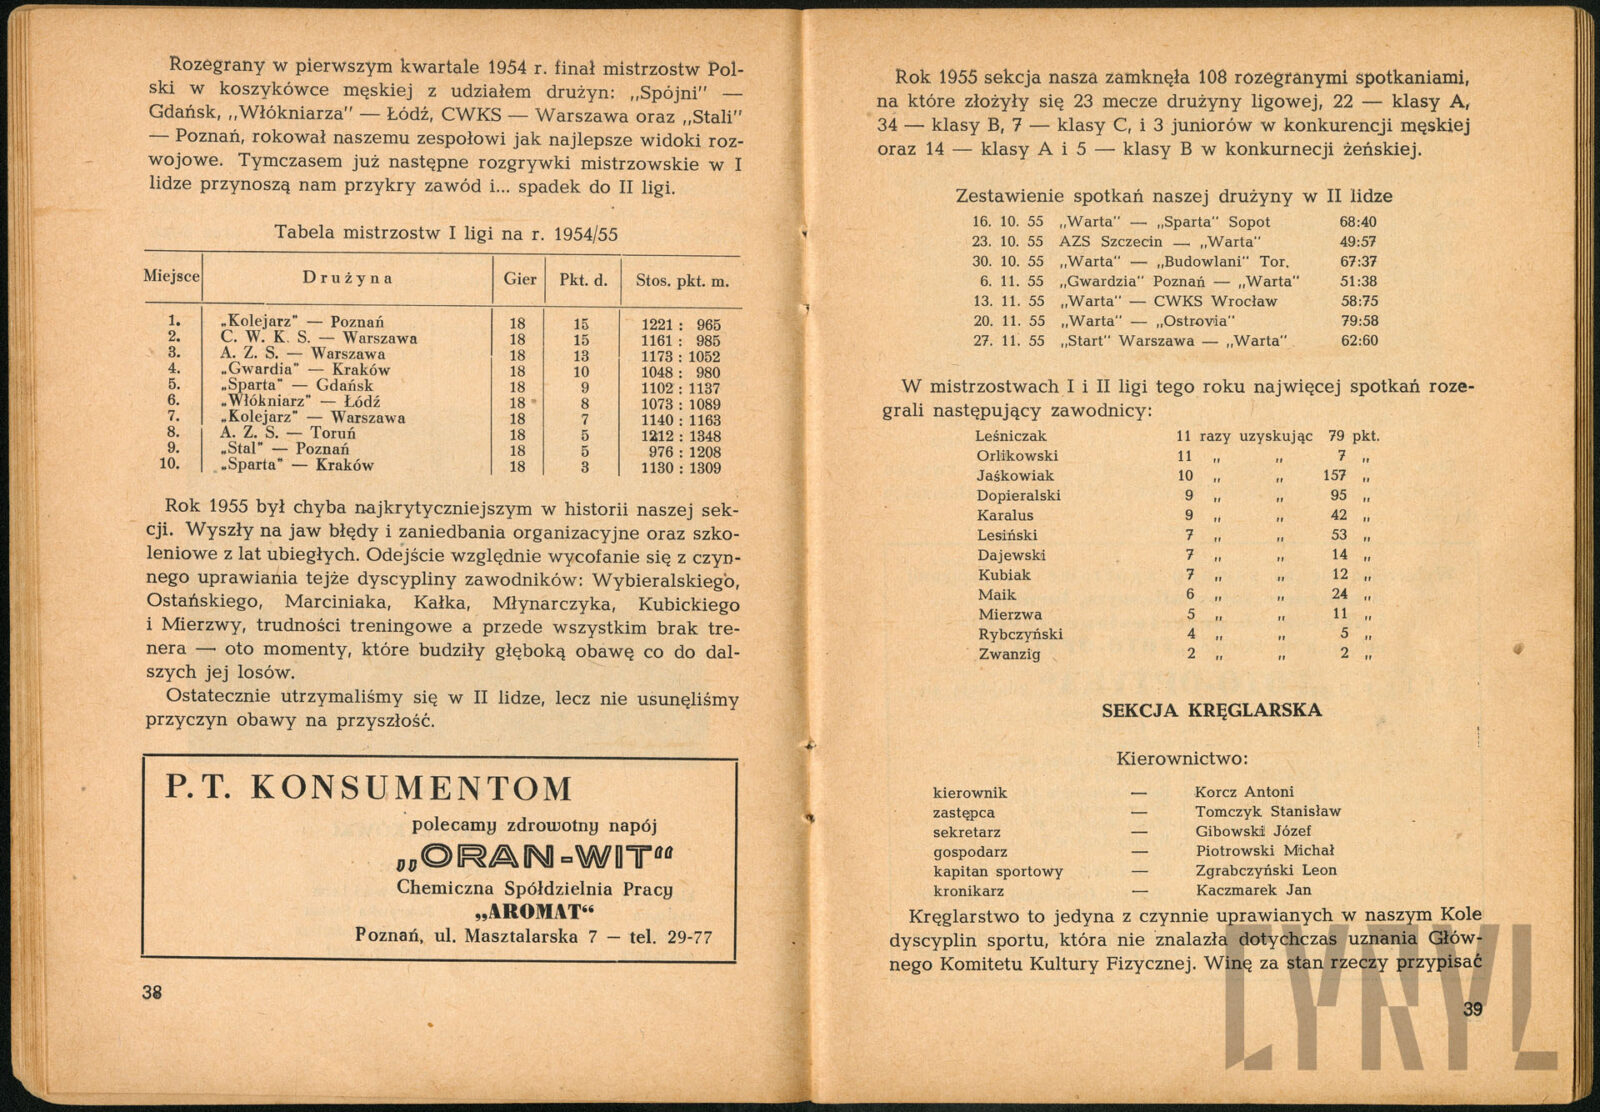 Rozegrany w pierwszym kwartale 1954 r. finał mistrzostw Pol-
ski w koszykówce męskiej z udziałem drużyn: „Spójni" —
Gdańsk, „Włókniarza" — Łódź, CWKS — Warszawa oraz „Stali"
— Poznań, rokował naszemu zespołowi jak najlepsze widoki roz-
wojowe. Tymczasem już następne rozgrywki mistrzowskie w I
lidze przynoszą nam przykry zawód i... spadek do II ligi.
Tabela mistrzostw I ligi na r. 1954/55
Miejsce Drużyna Gier Pkt. d. Stos. pkt. m.
1. „Kolejarz" — Poznań 18 15 1221 : 965
2. C. W. K. S. — Warszawa 18 15 1161 : 985
3. A. Z. S. — Warszawa 18 13 1173 : 1052
4. „Gwardia" — Kraków 18 10 1048 : 980
5. „Sparta" — Gdańsk 18 9 1102 : 1137
6. „Włókniarz" — Łódź 18 8 1073 : 1089
7. „Kolejarz" — Warszawa 18 7 1140 : 1163
8. A. Z. S. — Toruń 18 5 1212 : 1348
9. „Stal" — Poznań 18 5 976 : 1208
10. „Sparta" — Kraków 18 3 1130 : 1309
Rok 1955 był chyba najkrytyczniejszym w historii naszej sek-
cji. Wyszły na jaw błędy i zaniedbania organizacyjne oraz szko-
leniowe z lat ubiegłych. Odejście względnie wycofanie się z czyn-
nego uprawiania tejże dyscypliny zawodników: Wybieralskiego,
Ostańskiego, Marciniaka, Kałka, Młynarczyka, Kubickiego
i Mierzwy, trudności treningowe a przede wszystkim brak tre-
nera — oto momenty, które budziły głęboką obawę co do dal-
szych jej losów.
Ostatecznie utrzymaliśmy się w II lidze, lecz nie usunęliśmy
przyczyn obawy na przyszłość.
P.T. KONSUMENTOM
polecamy zdrowotny napój
„ORAN-WIT"
Chemiczna Spółdzielnia Pracy
„AROMAT"
Poznań, ul. Masztalarska 7 — tel. 29-77
38
Rok 1955 sekcja nasza zamknęła 108 rozegranymi spotkaniami,
na które złożyły się 23 mecze drużyny ligowej, 22 — klasy A,
34 — klasy B, 7 — klasy C, i 3 juniorów w konkurencji męskiej
oraz 14 — klasy A i 5 — klasy B w konkurnecji żeńskiej.
Zestawienie spotkań naszej drużyny w II lidze
16. 10. 55 „Warta" — „Sparta" Sopot 68:40
23. 10. 55 AZS Szczecin — „Warta" 49:57
30. 10. 55 „Warta" — „Budowlani" Tor. 67:37
6. 11. 55 „Gwardzia" Poznań — „Warta" 51:38
13. 11. 55 „Warta" — CWKS Wrocław 58:75
20. 11. 55 „Warta" — „Ostrovia" 79:58
27. 11. 55 „Start" Warszawa — „Warta" 62:60
W mistrzostwach I i II ligi tego roku najwięcej spotkań roze-
grali następujący zawodnicy:
Leśniczak 11 razy uzyskując 79 pkt.
Orlikowski 11 „ „ 7 „
Jaśkowiak 10 „ „ 157 „
Dopieralski 9 „ „ 95 „
Karalus 9 „ „ 42 „
Lesiński 7 „ „ 53 „
Dajewski 7 „ „ 14 „
Kubiak 7 „ „ 12 „
Maik 6 „ „ 24 „
Mierzwa 5 „ „ 11 „
Rybczyński 4 „ „ 5 „
Zwanzig 2 „ „ 2 „
SEKCJA KRĘGLARSKA
Kierownictwo:
kierownik — Korcz Antoni
zastępca — Tomczyk Stanisław
sekretarz — Gibowski Józef
gospodarz — Piotrowski Michał
kapitan sportowy — Zgrabczyński Leon
kronikarz — Kaczmarek Jan
Kręglarstwo to jedyna z czynnie uprawianych w naszym Kole
dyscyplin sportu, która nie znalazła dotychczas uznania Głów-
nego Komitetu Kultury Fizycznej. Winę za stan rzeczy przypisać
39
CYRYL